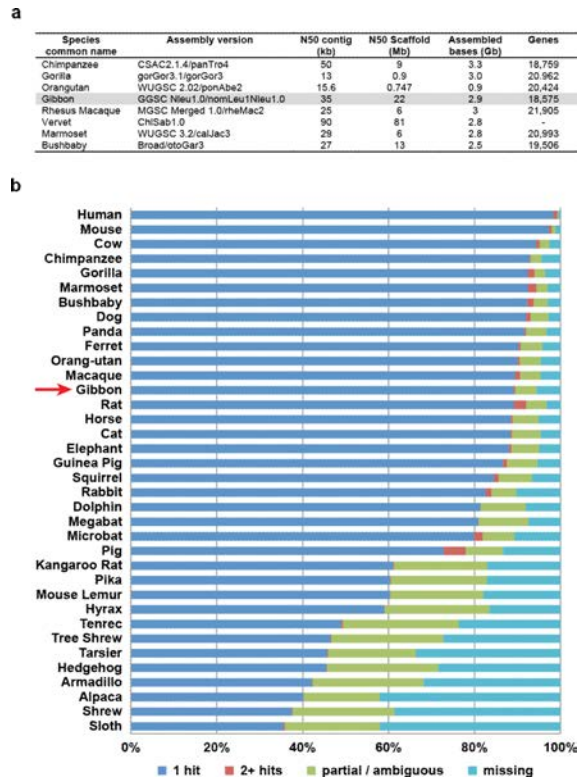 a
Species common name Assembly version N50 contig (kb) N50 Scaffold (Mb) Assembled bases (Gb) Genes
Chimpanzee CSAC2.1.4/panTro4 50 9 3.3 18,759
Gorilla gorGor3.1/gorGor3 13 0.9 3.0 20.962
Orangutan WUGSC 2.02/ponAbe2 15.6 0.747 0.9 20,424
Gibbon GGSC Nleu1.0/nomLeu1Nleu1.0 35 22 2.9 18,575
Rhesus Macaque MGSC Merged 1.0/rheMac2 25 6 3 21,905
Vervet ChlSab1.0 90 81 2.8 -
Marmoset WUGSC 3.2/calJac3 29 6 2.8 20,993
Bushbaby Broad/otoGar3 27 13 2.5 19,506
b
Human
Mouse
Cow
Chimpanzee
Gorilla
Marmoset
Bushbaby
Dog
Panda
Ferret
Orang-utan
Macaque
Gibbon
Rat
Horse
Cat
Elephant
Guinea Pig
Squirrel
Rabbit
Dolphin
Megabat
Microbat
Pig
Kangaroo Rat
Pika
Mouse Lemur
Hyrax
Tenrec
Tree Shrew
Tarsier
Hedgehog
Armadillo
Alpaca
Shrew
Sloth
0% 20% 40% 60% 80% 100%
1 hit 2+ hits partial / ambiguous missing